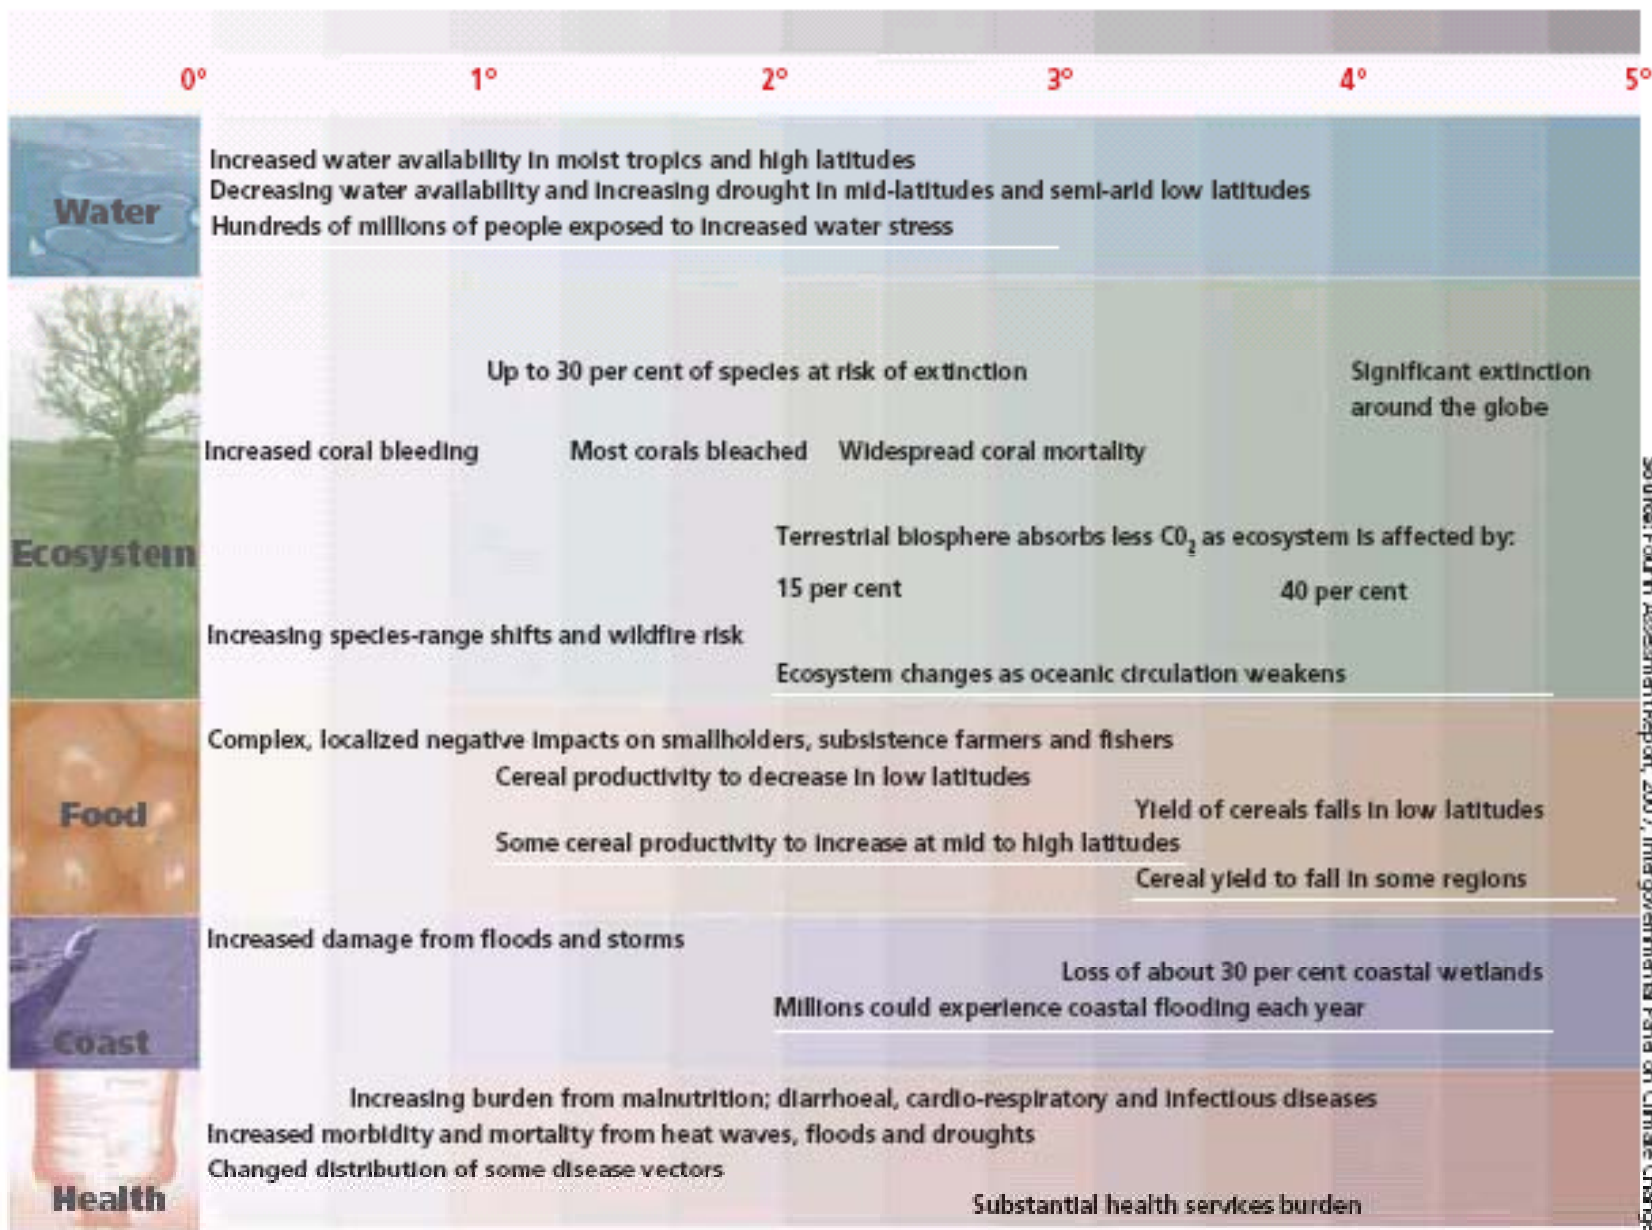 0° 1° 2° 3° 4° 5°
Water
Increased water availability in moist tropics and high latitudes
Decreasing water availability and increasing drought in mid-latitudes and semi-arid low latitudes
Hundreds of millions of people exposed to increased water stress
Ecosystem
Up to 30 per cent of species at risk of extinction
Significant extinction
around the globe
Increased coral bleeding
Most corals bleached
Widespread coral mortality
Terrestrial biosphere absorbs less C0₂ as ecosystem is affected by:
15 per cent
40 per cent
Increasing species-range shifts and wildfire risk
Ecosystem changes as oceanic circulation weakens
Food
Complex, localized negative impacts on smallholders, subsistence farmers and fishers
Cereal productivity to decrease in low latitudes
Yield of cereals falls in low latitudes
Some cereal productivity to increase at mid to high latitudes
Cereal yield to fall in some regions
Coast
Increased damage from floods and storms
Loss of about 30 per cent coastal wetlands
Millions could experience coastal flooding each year
Health
Increasing burden from malnutrition; diarrhoeal, cardio-respiratory and infectious diseases
Increased morbidity and mortality from heat waves, floods and droughts
Changed distribution of some disease vectors
Substantial health services burden